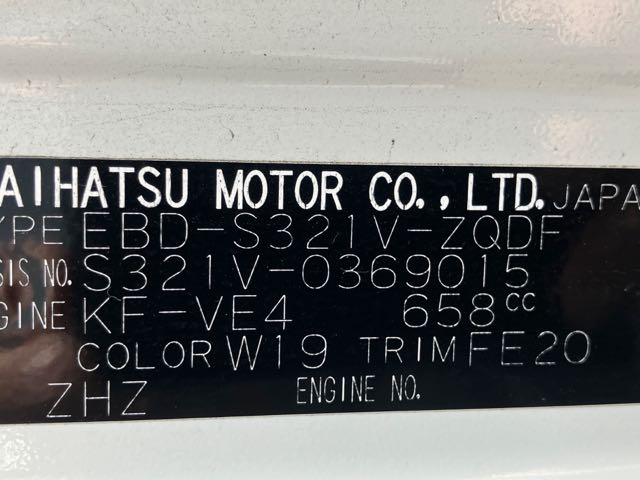 AIHATSU MOTOR CO., LTD. JAPA
YPE EBD-S321V-ZQDF
SIS NO. S321V-0369015
GINE KF-VE4 658cc
COLOR W19 TRIM FE20
ZHZ ENGINE NO.